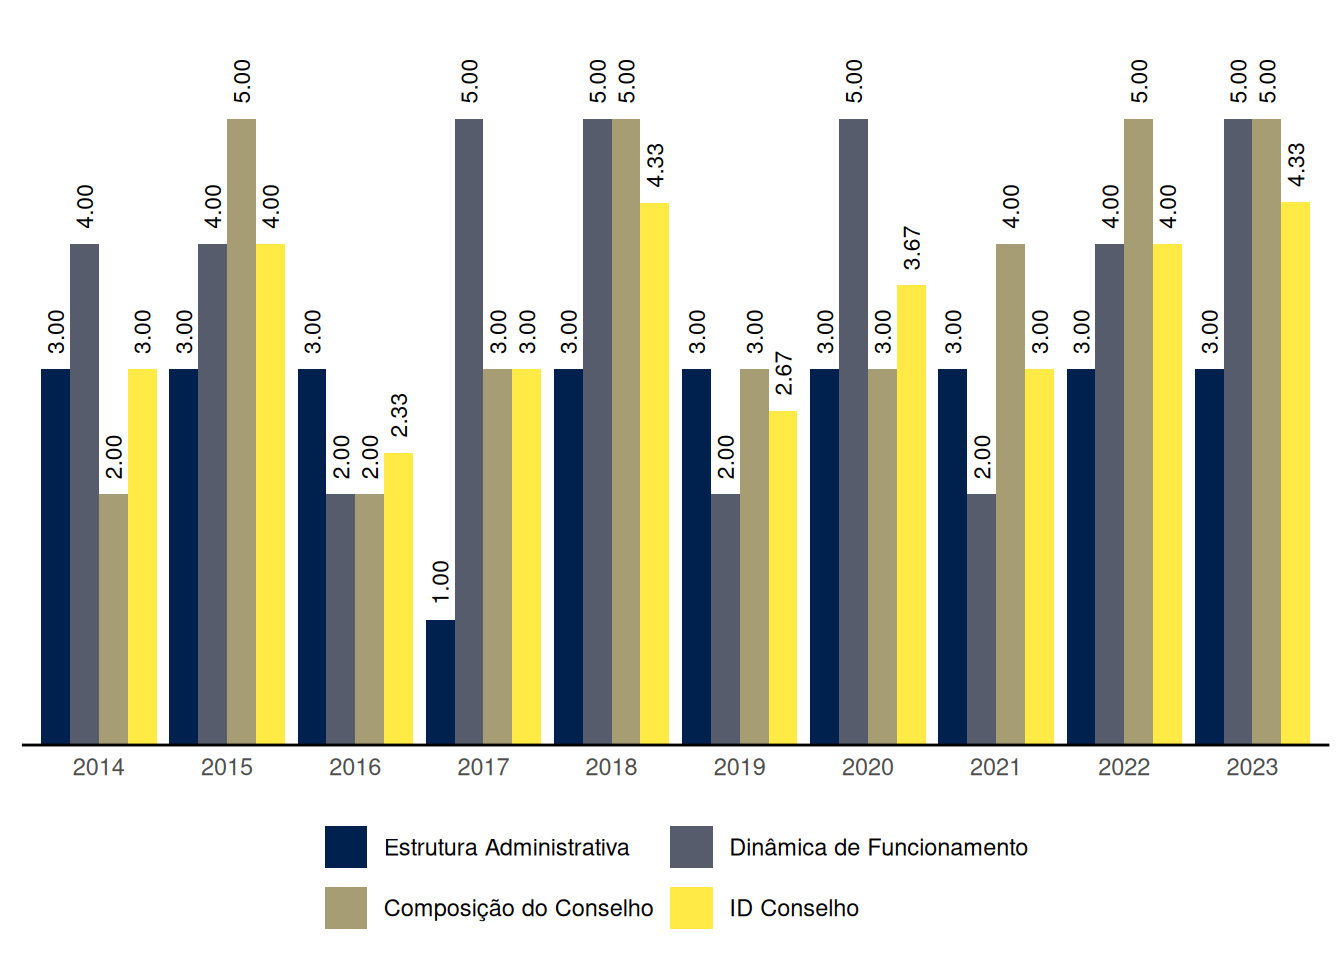 5.00 5.00 5.00 5.00 5.00 5.00 5.00 5.00
4.33 4.33
4.00 4.00 4.00 4.00 4.00 4.00
3.67
3.00 3.00 3.00 3.00 3.00 3.00 3.00 3.00 3.00 3.00 3.00 3.00 3.00 3.00 3.00
2.67
2.33
2.00 2.00 2.00 2.00 2.00
1.00
2014 2015 2016 2017 2018 2019 2020 2021 2022 2023
Estrutura Administrativa Dinâmica de Funcionamento
Composição do Conselho ID Conselho